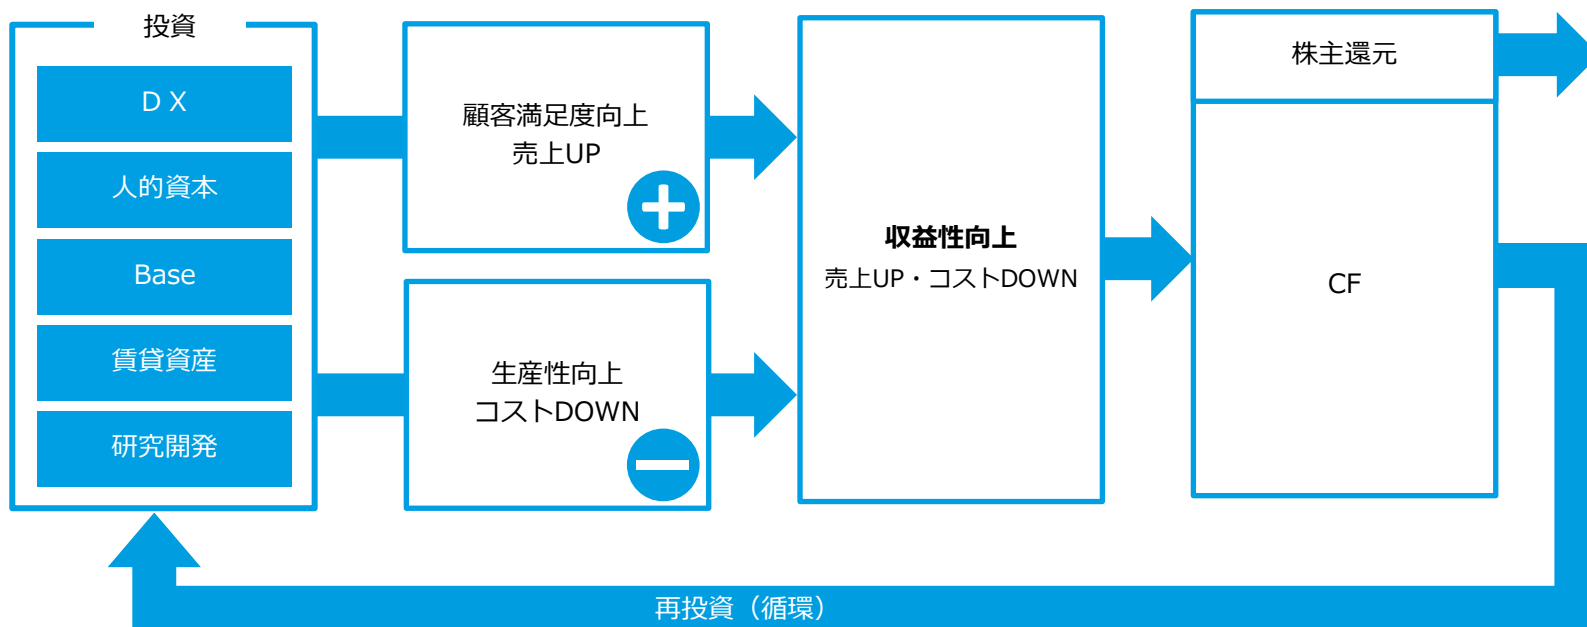 投資
ＤＸ
人的資本
Base
賃貸資産
研究開発
顧客満足度向上
売上UP
生産性向上
コストDOWN
収益性向上
売上UP・コストDOWN
株主還元
CF
再投資（循環）